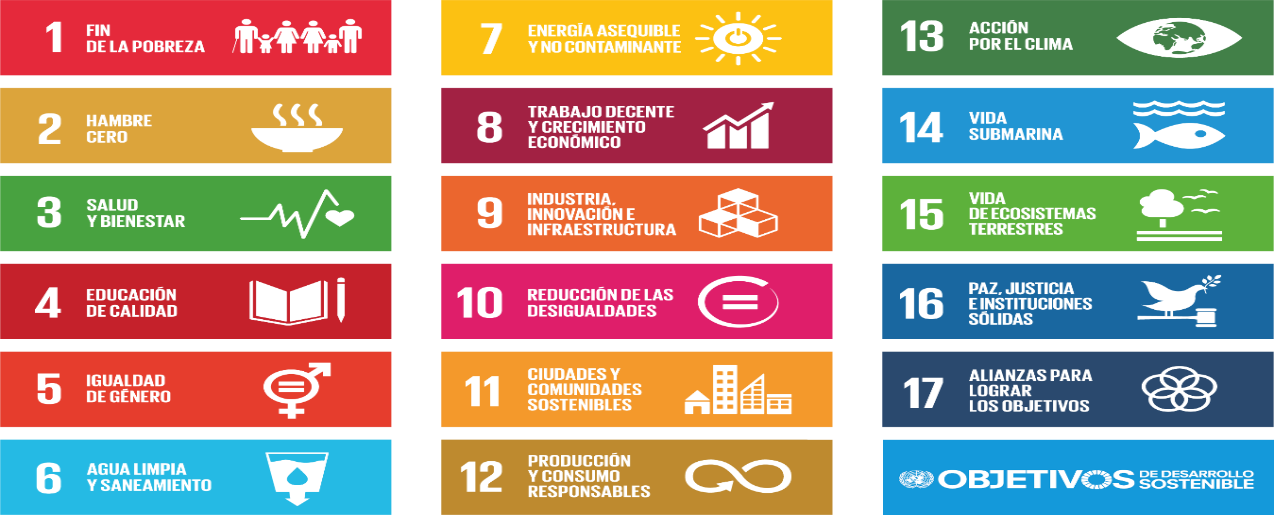 1
FIN
DE LA POBREZA
2
HAMBRE
CERO
3
SALUD
Y BIENESTAR
4
EDUCACIÓN
DE CALIDAD
5
IGUALDAD
DE GÉNERO
6
AGUA LIMPIA
Y SANEAMIENTO
7
ENERGÍA ASEQUIBLE
Y NO CONTAMINANTE
8
TRABAJO DECENTE
Y CRECIMIENTO
ECONÓMICO
9
INDUSTRIA,
INNOVACIÓN E
INFRAESTRUCTURA
10
REDUCCIÓN DE LAS
DESIGUALDADES
11
CIUDADES Y
COMUNIDADES
SOSTENIBLES
12
PRODUCCIÓN
Y CONSUMO
RESPONSABLES
13
ACCIÓN
POR EL CLIMA
14
VIDA
SUBMARINA
15
VIDA
DE ECOSISTEMAS
TERRESTRES
16
PAZ, JUSTICIA
E INSTITUCIONES
SÓLIDAS
17
ALIANZAS PARA
LOGRAR
LOS OBJETIVOS
OBJETIVOS DE DESARROLLO
SOSTENIBLE